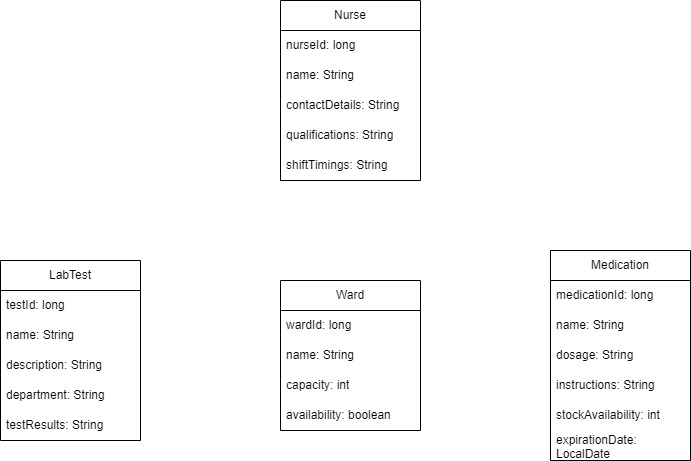 Nurse
nurseId: long
name: String
contactDetails: String
qualifications: String
shiftTimings: String
LabTest
testId: long
name: String
description: String
department: String
testResults: String
Ward
wardId: long
name: String
capacity: int
availability: boolean
Medication
medicationId: long
name: String
dosage: String
instructions: String
stockAvailability: int
expirationDate:
LocalDate